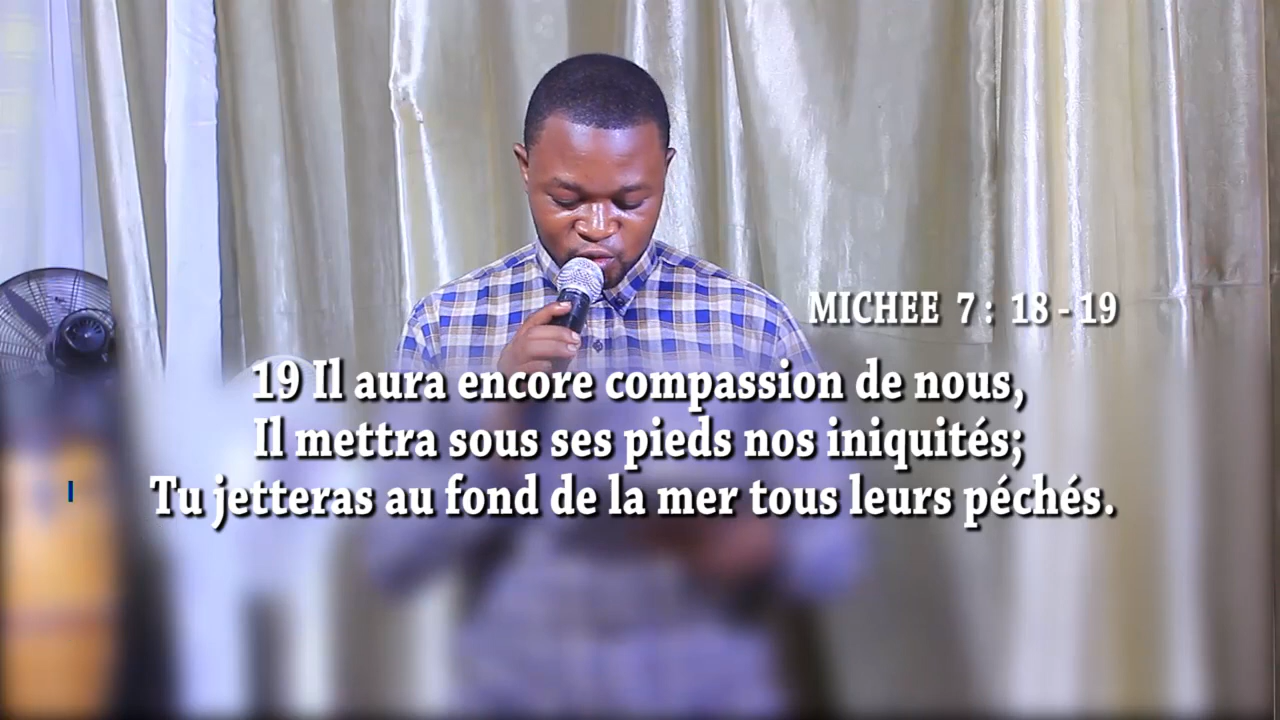 MICHEE 7 : 18 - 19
19 Il aura encore compassion de nous,
Il mettra sous ses pieds nos iniquités;
Tu jetteras au fond de la mer tous leurs péchés.